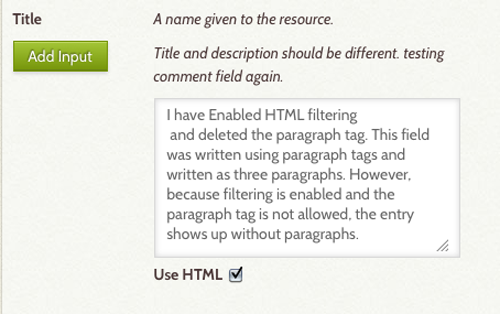 Title
A name given to the resource.
Add Input
Title and description should be different. testing
comment field again.
I have Enabled HTML filtering
and deleted the paragraph tag. This field
was written using paragraph tags and
written as three paragraphs. However,
because filtering is enabled and the
paragraph tag is not allowed, the entry
shows up without paragraphs.
Use HTML